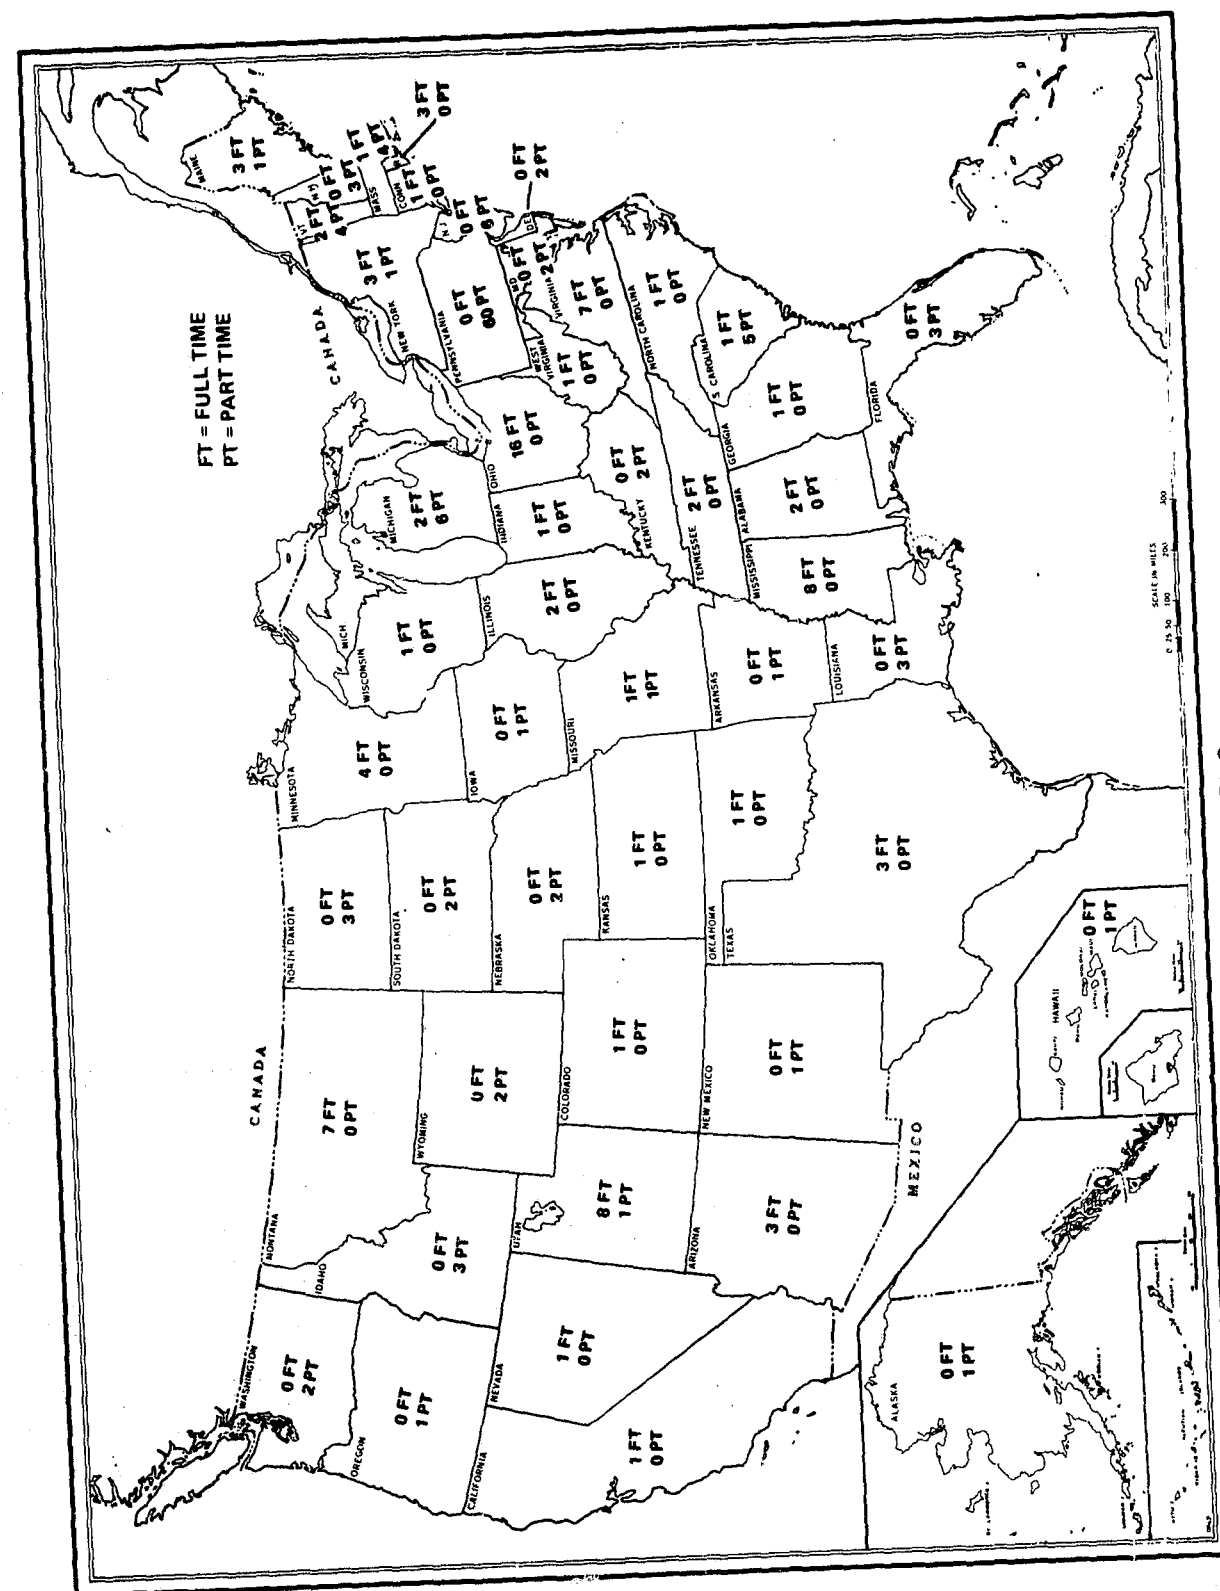 FT = FULL TIME
PT = PART TIME
CANADA
CANADA
MEXICO
WASHINGTON
0 FT
2 PT
OREGON
0 FT
1 PT
CALIFORNIA
1 FT
0 PT
NEVADA
1 FT
0 PT
IDAHO
0 FT
3 PT
MONTANA
7 FT
0 PT
WYOMING
0 FT
2 PT
UTAH
8 FT
1 PT
ARIZONA
3 FT
0 PT
COLORADO
1 FT
0 PT
NEW MEXICO
0 FT
1 PT
NORTH DAKOTA
0 FT
3 PT
SOUTH DAKOTA
0 FT
2 PT
NEBRASKA
0 FT
2 PT
KANSAS
1 FT
0 PT
OKLAHOMA
1 FT
0 PT
TEXAS
3 FT
0 PT
MINNESOTA
4 FT
0 PT
IOWA
0 FT
1 PT
MISSOURI
1 FT
1 PT
ARKANSAS
0 FT
1 PT
LOUISIANA
0 FT
3 PT
WISCONSIN
1 FT
0 PT
MICH
ILLINOIS
2 FT
0 PT
MICHIGAN
2 FT
6 PT
INDIANA
1 FT
0 PT
OHIO
16 FT
0 PT
KENTUCKY
0 FT
2 PT
TENNESSEE
2 FT
0 PT
MISSISSIPPI
8 FT
0 PT
ALABAMA
2 FT
0 PT
GEORGIA
1 FT
0 PT
FLORIDA
0 FT
3 PT
S CAROLINA
1 FT
5 PT
NORTH CAROLINA
1 FT
0 PT
VIRGINIA
7 FT
0 PT
WEST
VIRGINIA
1 FT
0 PT
MD
0 FT
2 PT
DEL
0 FT
2 PT
PENNSYLVANIA
0 FT
60 PT
N J
0 FT
6 PT
NEW YORK
3 FT
1 PT
CONN
1 FT
0 PT
3 FT
0 PT
MASS
1 FT
4 PT
VT
2 FT
4 PT
N H
0 FT
3 PT
MAINE
3 FT
1 PT
ALASKA
0 FT
1 PT
HAWAII
0 FT
1 PT
SCALE IN MILES
0 25 50 100 200 300